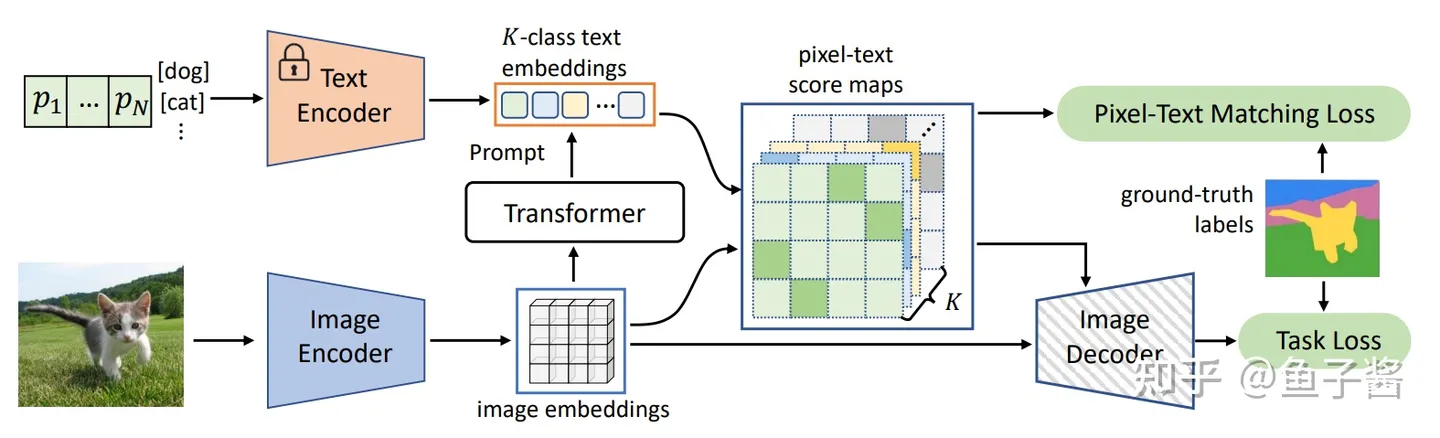 p₁ ... p_N
[dog]
[cat]
⋮
Text
Encoder
K-class text
embeddings
...
Prompt
Transformer
Image
Encoder
image embeddings
pixel-text
score maps
K
Pixel-Text Matching Loss
ground-truth
labels
Image
Decoder
Task Loss
知乎 @鱼子酱